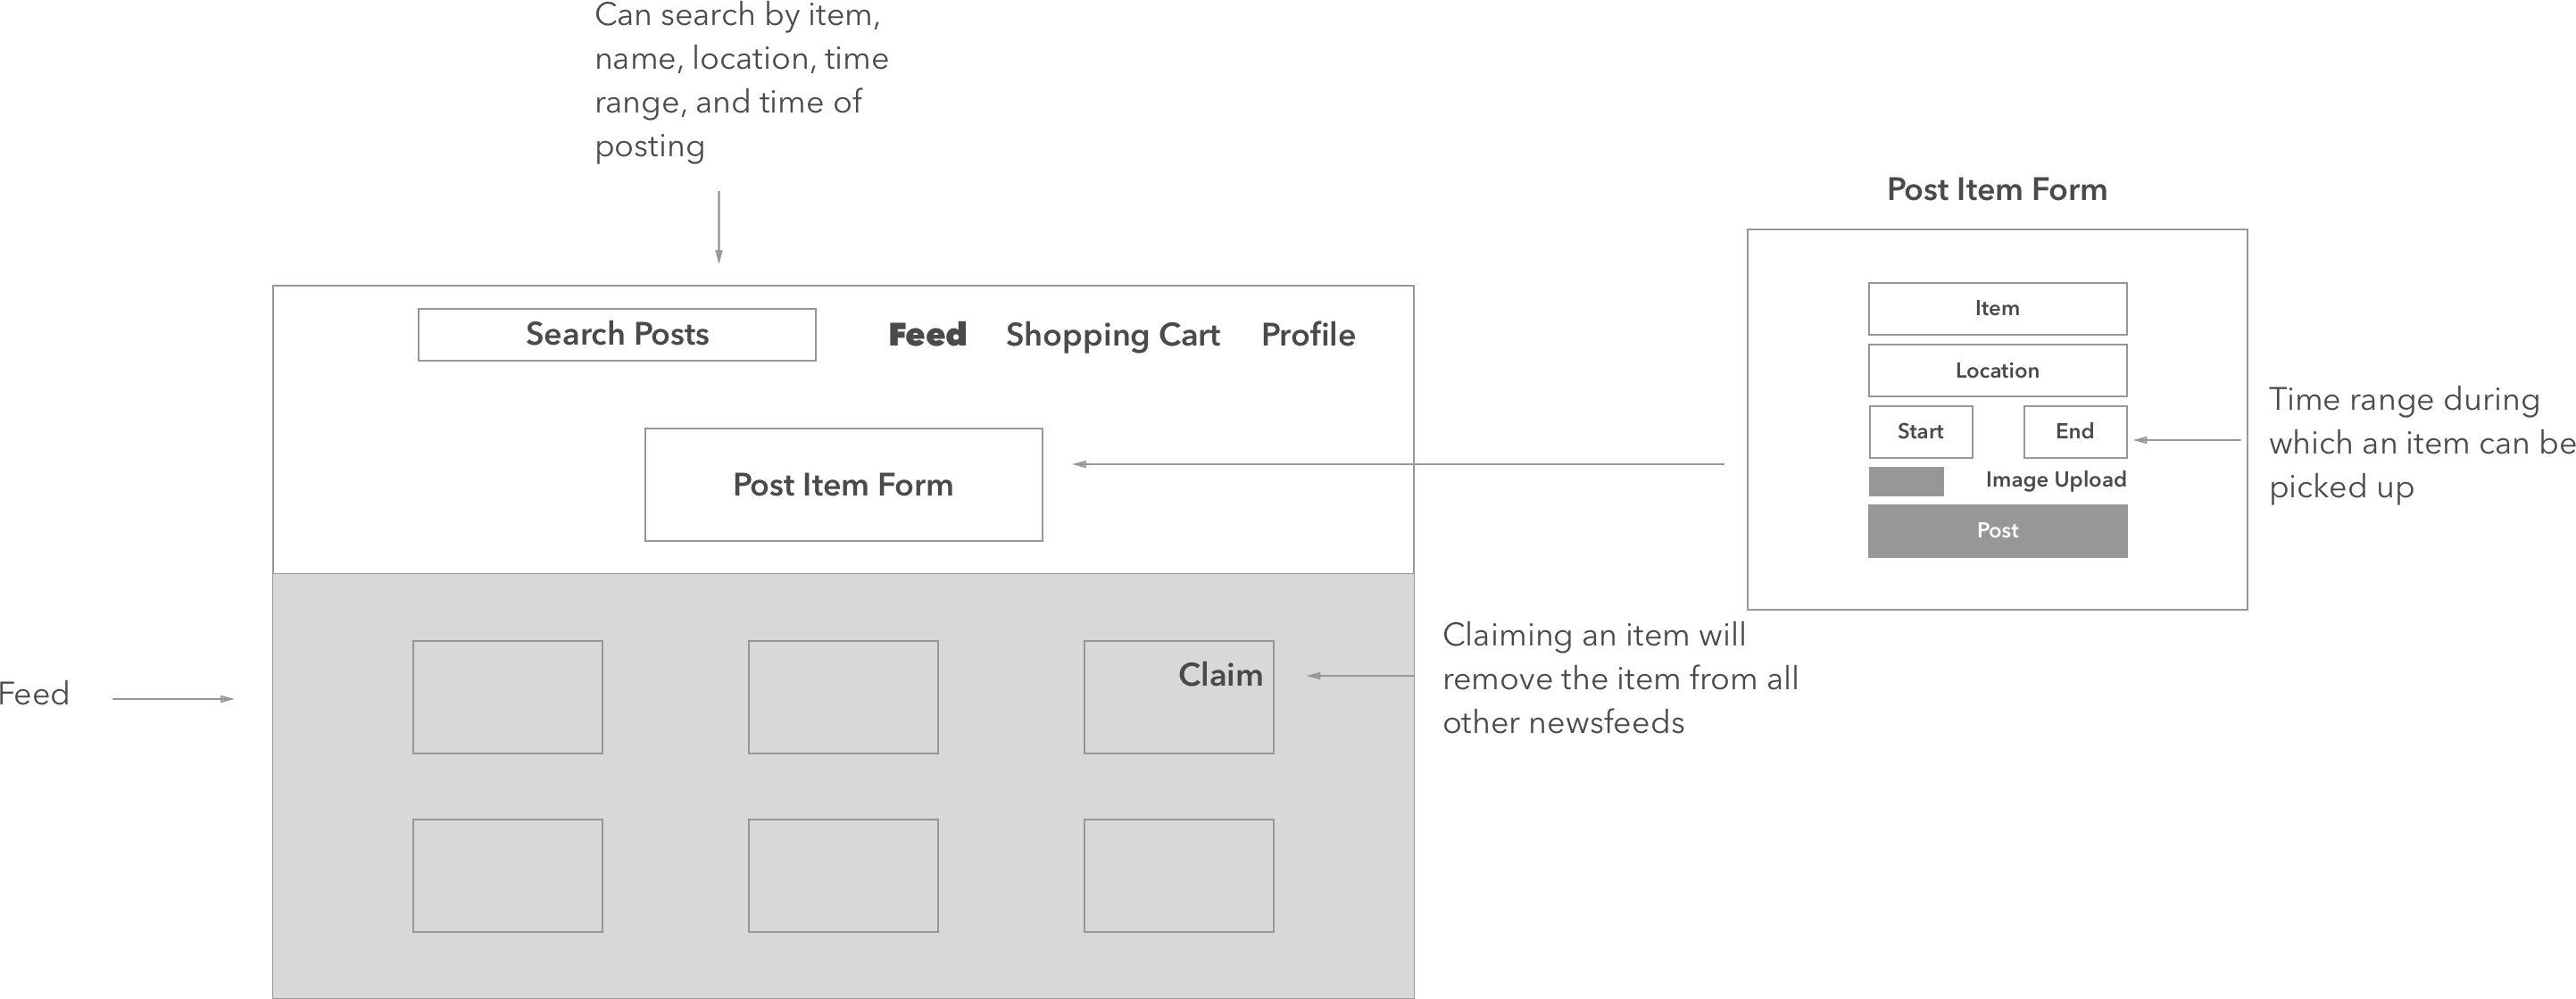 Can search by item,
name, location, time
range, and time of
posting
Post Item Form
Search Posts
Feed
Shopping Cart
Profile
Post Item Form
Item
Location
Start
End
Image Upload
Post
Time range during
which an item can be
picked up
Feed
Claim
Claiming an item will
remove the item from all
other newsfeeds